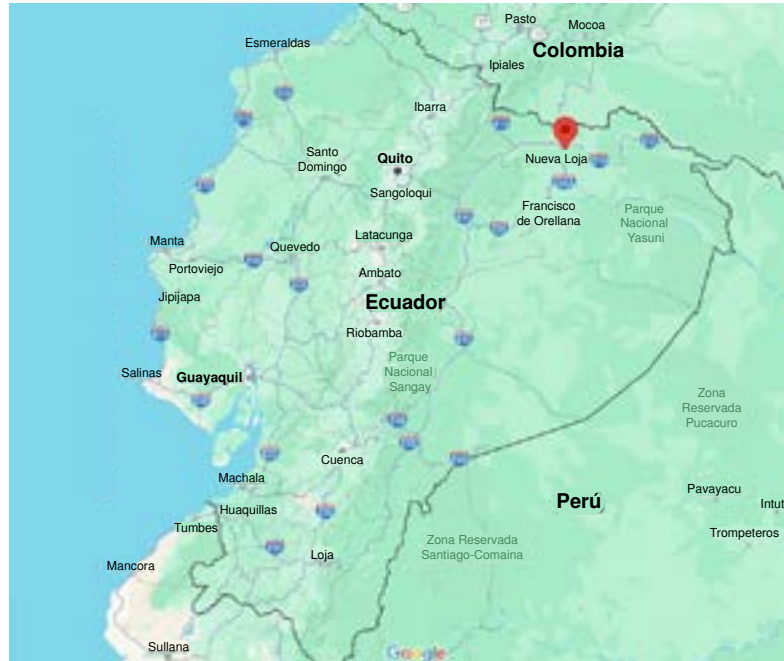 Pasto
Mocoa
Colombia
Esmeraldas
Ipiales
Ibarra
Santo
Domingo
Quito
Nueva Loja
Sangoloqui
Francisco
de Orellana
Parque
Nacional
Yasuni
Manta
Latacunga
Quevedo
Portoviejo
Ambato
Jipijapa
Ecuador
Riobamba
Parque
Nacional
Sangay
Salinas
Guayaquil
Zona
Reservada
Pucacuro
Cuenca
Machala
Perú
Pavayacu
Intut
Huaquillas
Tumbes
Trompeteros
Zona Reservada
Santiago-Comaina
Loja
Mancora
Sullana
Google